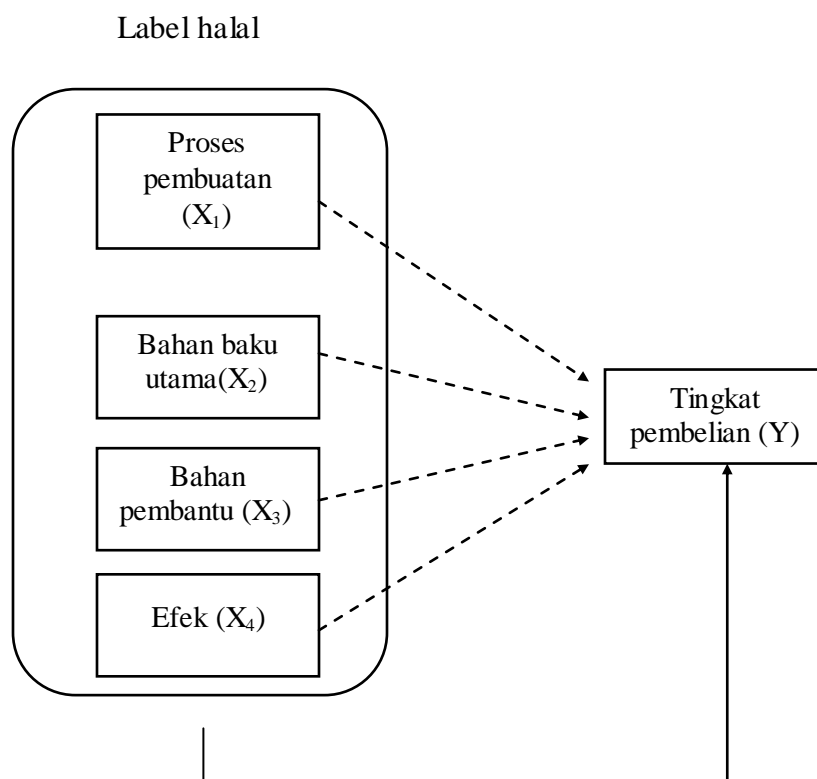 Label halal
Proses
pembuatan
(X₁)
Bahan baku
utama(X₂)
Bahan
pembantu (X₃)
Efek (X₄)
Tingkat
pembelian (Y)